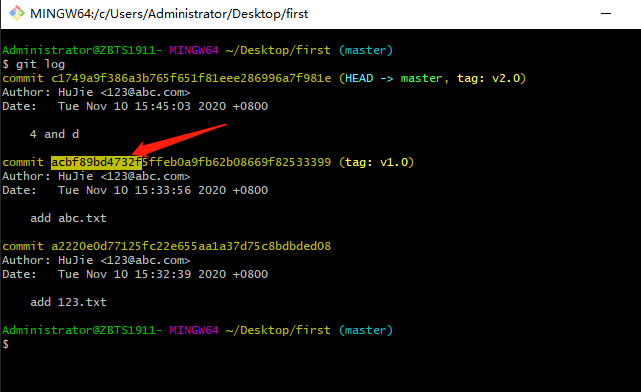 MINGW64:/c/Users/Administrator/Desktop/first
Administrator@ZBTS1911- MINGW64 ~/Desktop/first (master)
$ git log
commit c1749a9f386a3b765f651f81eee286996a7f981e (HEAD -> master, tag: v2.0)
Author: HuJie <123@abc.com>
Date:   Tue Nov 10 15:45:03 2020 +0800
4 and d
commit acbf89bd4732f5ffeb0a9fb62b08669f82533399 (tag: v1.0)
Author: HuJie <123@abc.com>
Date:   Tue Nov 10 15:33:56 2020 +0800
add abc.txt
commit a2220e0d77125fc22e655aa1a37d75c8bdbded08
Author: HuJie <123@abc.com>
Date:   Tue Nov 10 15:32:39 2020 +0800
add 123.txt
Administrator@ZBTS1911- MINGW64 ~/Desktop/first (master)
$